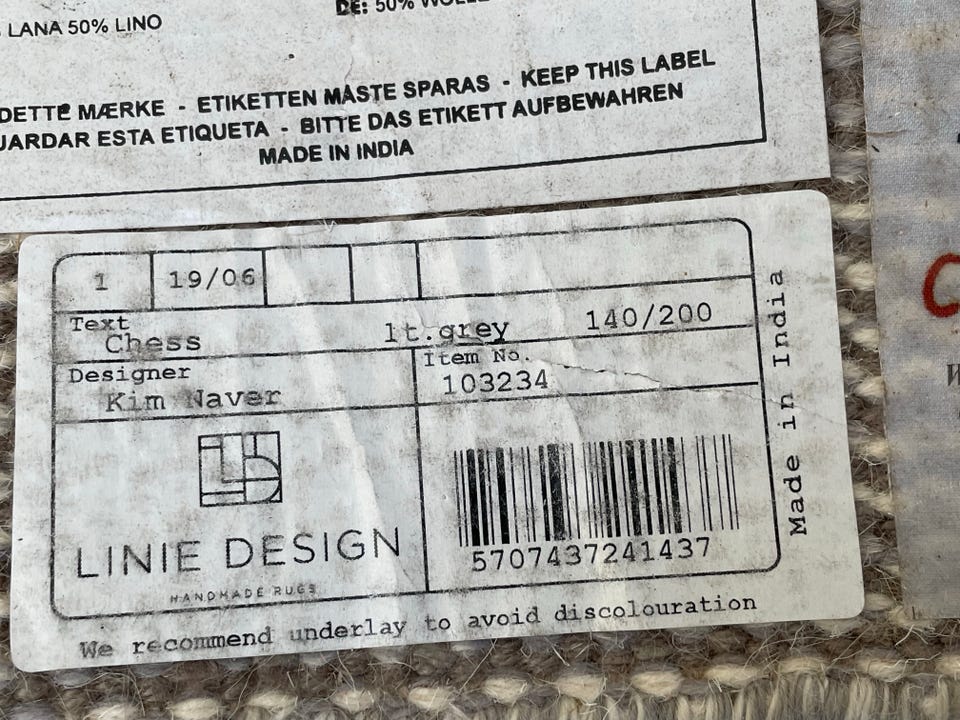 LANA 50% LINO
DE: 50% WOLLE
DETTE MÆRKE - ETIKETTEN MÅSTE SPARAS - KEEP THIS LABEL
UARDAR ESTA ETIQUETA - BITTE DAS ETIKETT AUFBEWAHREN
MADE IN INDIA
1 19/06
Text
Chess lt.grey 140/200
Designer Item No.
Kim Naver 103234
LINIE DESIGN
HANDMADE RUGS
5707437241437
Made in India
We recommend underlay to avoid discolouration